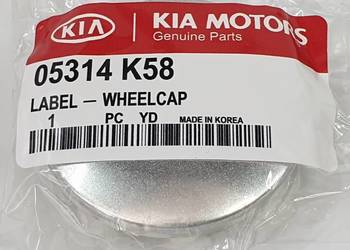 KIA KIA MOTORS
Genuine Parts
05314 K58
LABEL – WHEELCAP
1 PC YD MADE IN KOREA